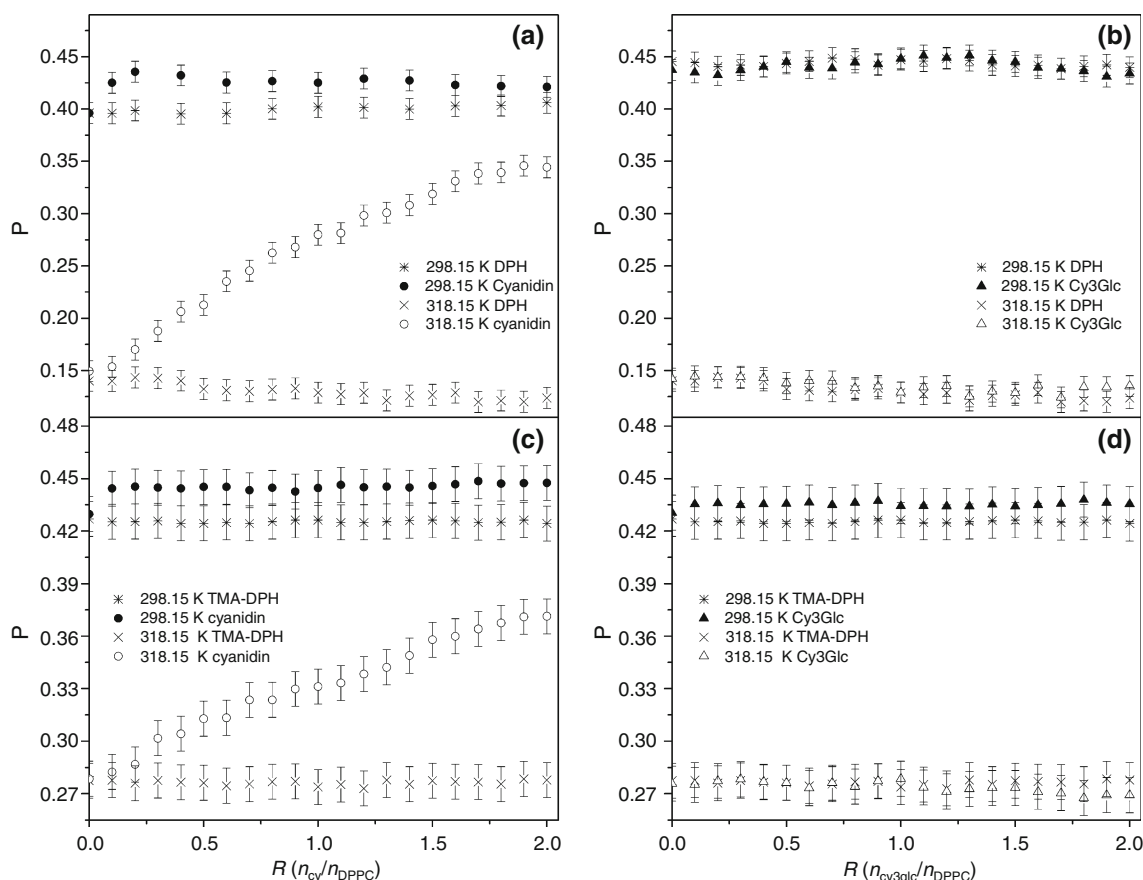 (a)
P
0.45
0.40
0.35
0.30
0.25
0.20
0.15
298.15 K DPH
298.15 K Cyanidin
318.15 K DPH
318.15 K cyanidin
(b)
P
0.45
0.40
0.35
0.30
0.25
0.20
0.15
298.15 K DPH
298.15 K Cy3Glc
318.15 K DPH
318.15 K Cy3Glc
(c)
P
0.48
0.45
0.42
0.39
0.36
0.33
0.30
0.27
298.15 K TMA-DPH
298.15 K cyanidin
318.15 K TMA-DPH
318.15 K cyanidin
0.0 0.5 1.0 1.5 2.0
R (ncy/nDPPC)
(d)
P
0.48
0.45
0.42
0.39
0.36
0.33
0.30
0.27
298.15 K TMA-DPH
298.15 K Cy3Glc
318.15 K TMA-DPH
318.15 K Cy3Glc
0.0 0.5 1.0 1.5 2.0
R (ncy3glc/nDPPC)